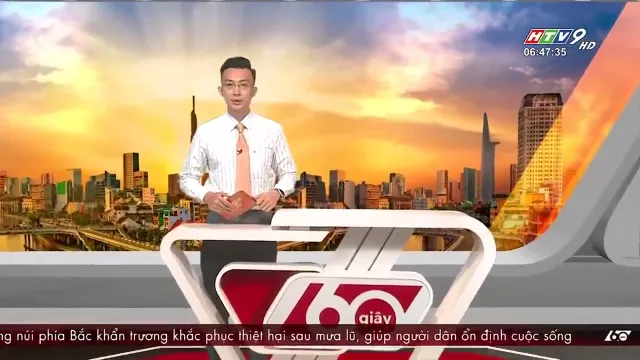 HTV9 HD
06:47:35
60 giây
ng núi phía Bắc khẩn trương khắc phục thiệt hại sau mưa lũ, giúp người dân ổn định cuộc sống
60